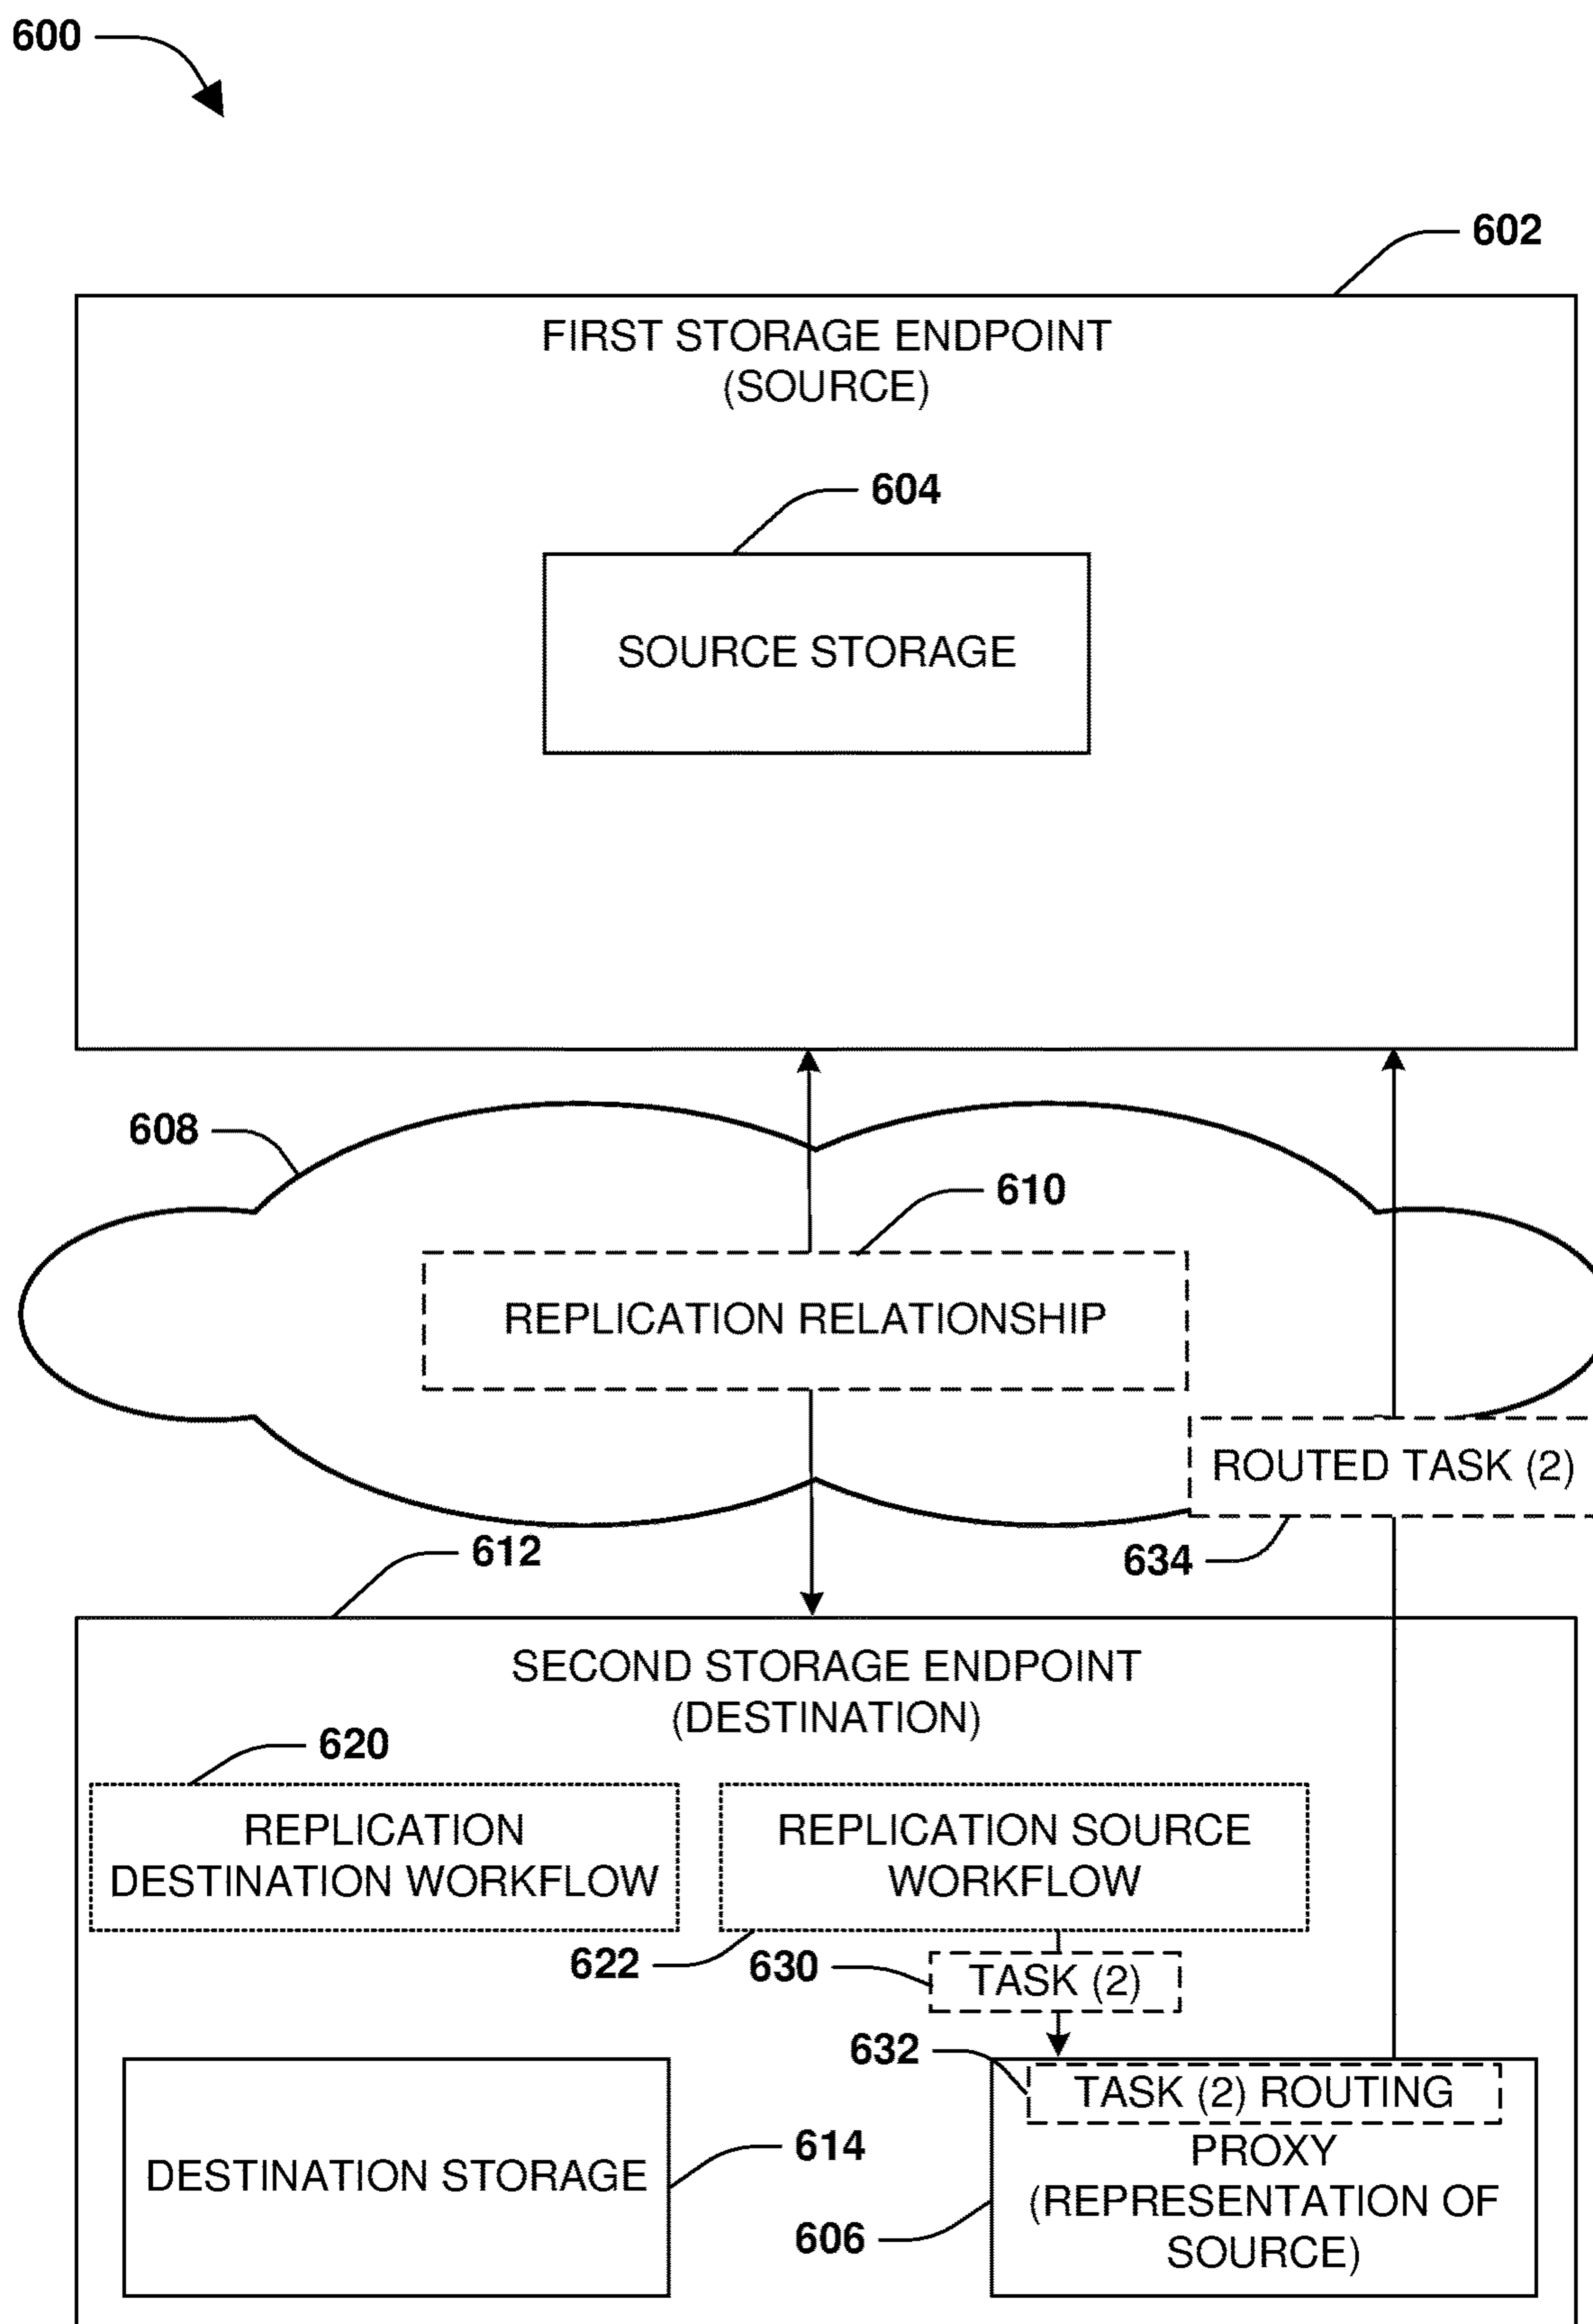 600
602
FIRST STORAGE ENDPOINT
(SOURCE)
604
SOURCE STORAGE
608
610
REPLICATION RELATIONSHIP
ROUTED TASK (2)
634
612
SECOND STORAGE ENDPOINT
(DESTINATION)
620
REPLICATION
DESTINATION WORKFLOW
REPLICATION SOURCE
WORKFLOW
622
630
TASK (2)
632
TASK (2) ROUTING
PROXY
(REPRESENTATION OF
SOURCE)
DESTINATION STORAGE
614
606